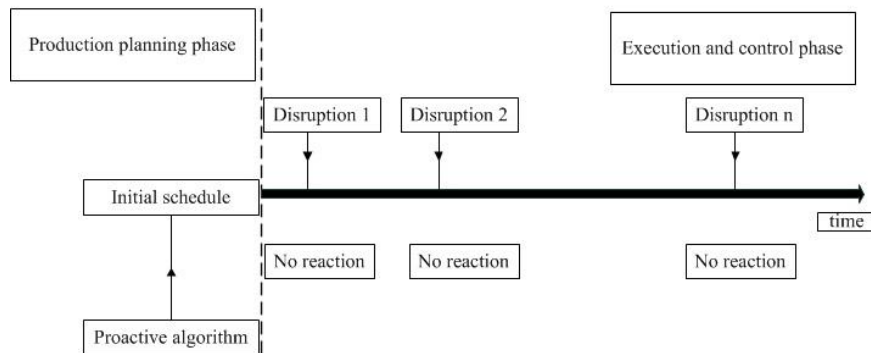 Production planning phase
Execution and control phase
Disruption 1
Disruption 2
Disruption n
Initial schedule
time
No reaction
No reaction
No reaction
Proactive algorithm